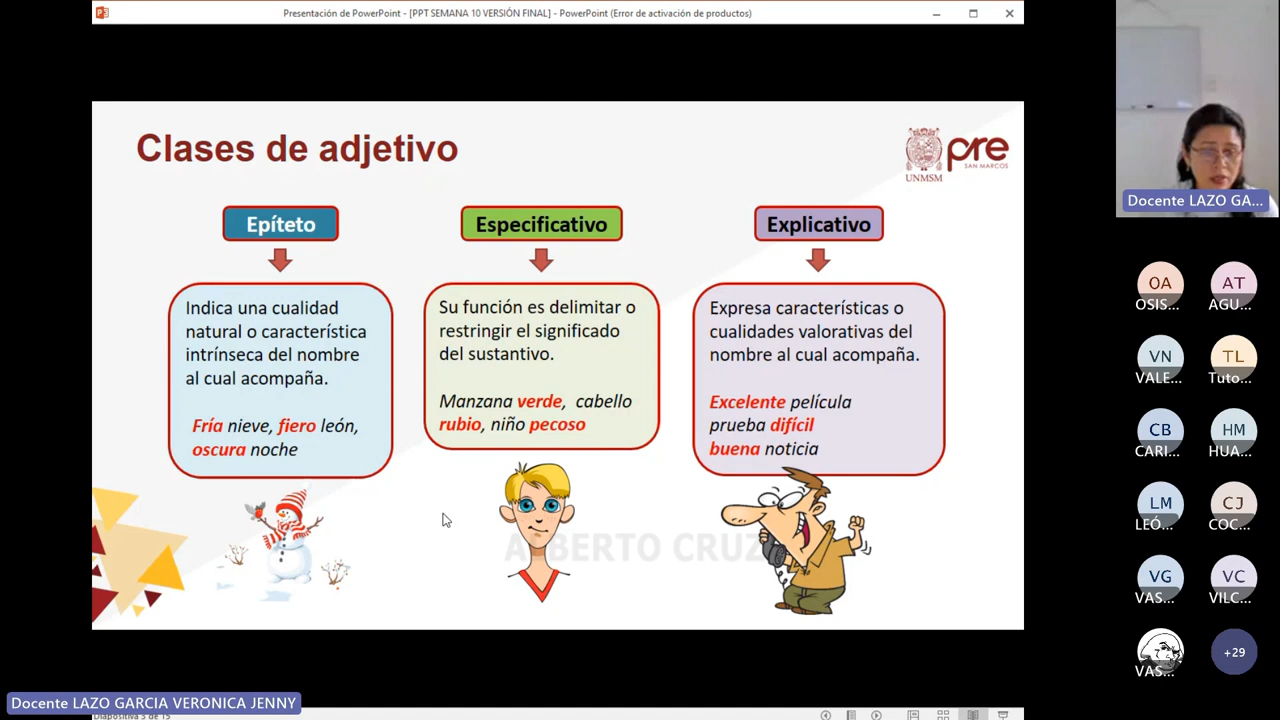 Presentación de PowerPoint - [PPT SEMANA 10 VERSIÓN FINAL] - PowerPoint (Error de activación de productos)
Clases de adjetivo
UNMSM
pre
SAN MARCOS
Epíteto
Indica una cualidad
natural o característica
intrínseca del nombre
al cual acompaña.
Fría nieve, fiero león,
oscura noche
Especificativo
Su función es delimitar o
restringir el significado
del sustantivo.
Manzana verde, cabello
rubio, niño pecoso
Explicativo
Expresa características o
cualidades valorativas del
nombre al cual acompaña.
Excelente película
prueba difícil
buena noticia
ALBERTO CRUZ
Docente LAZO GA...
OA
OSIS...
AT
AGU...
VN
VALE...
TL
Tuto...
CB
CARI...
HM
HUA...
LM
LEÓ...
CJ
COC...
VG
VAS...
VC
VILC...
VAS...
+29
Docente LAZO GARCIA VERONICA JENNY
Diapositiva 5 de 15